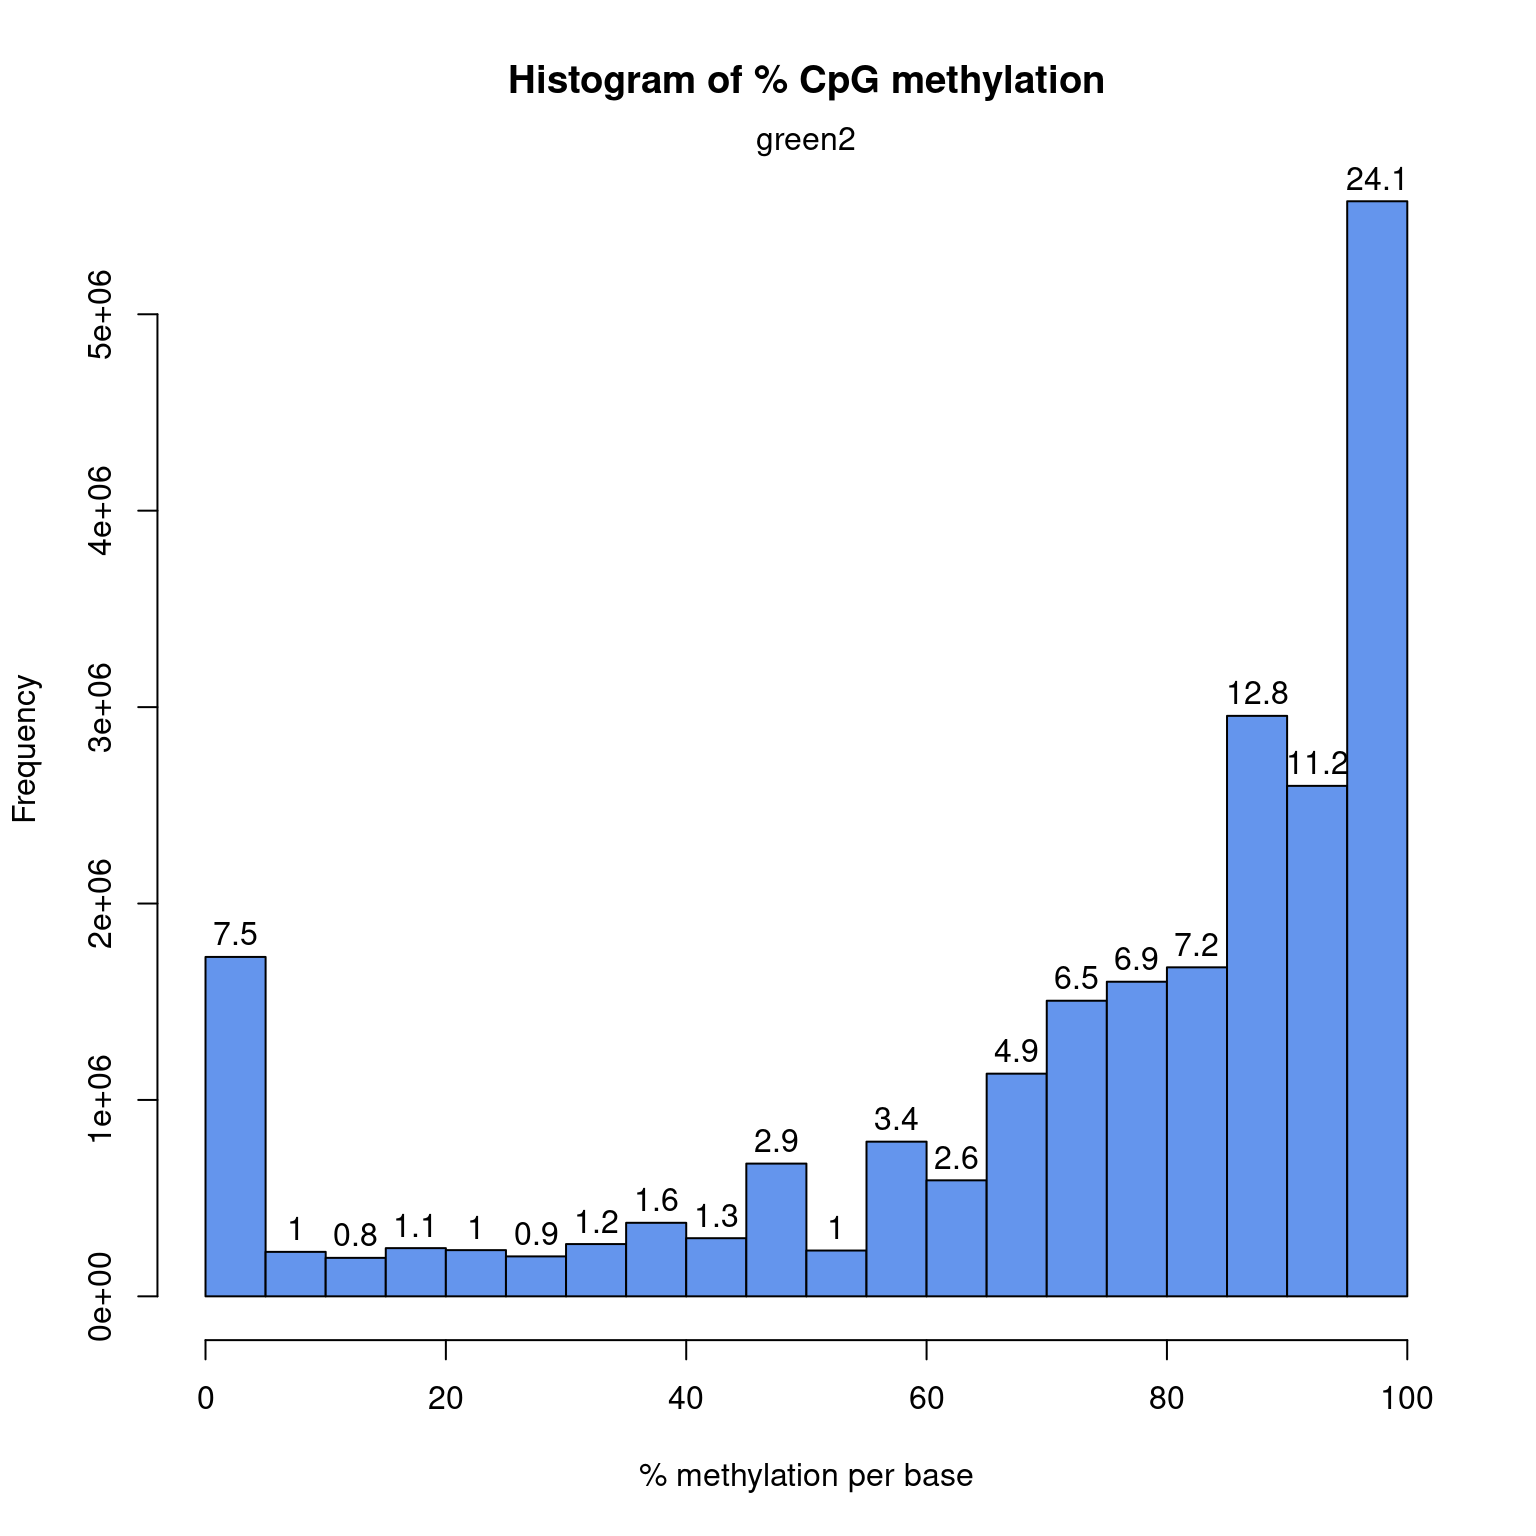 Histogram of % CpG methylation
green2
Frequency
5e+06
4e+06
3e+06
2e+06
1e+06
0e+00
7.5
1
0.8
1.1
1
0.9
1.2
1.6
1.3
2.9
1
3.4
2.6
4.9
6.5
6.9
7.2
12.8
11.2
24.1
0 20 40 60 80 100
% methylation per base